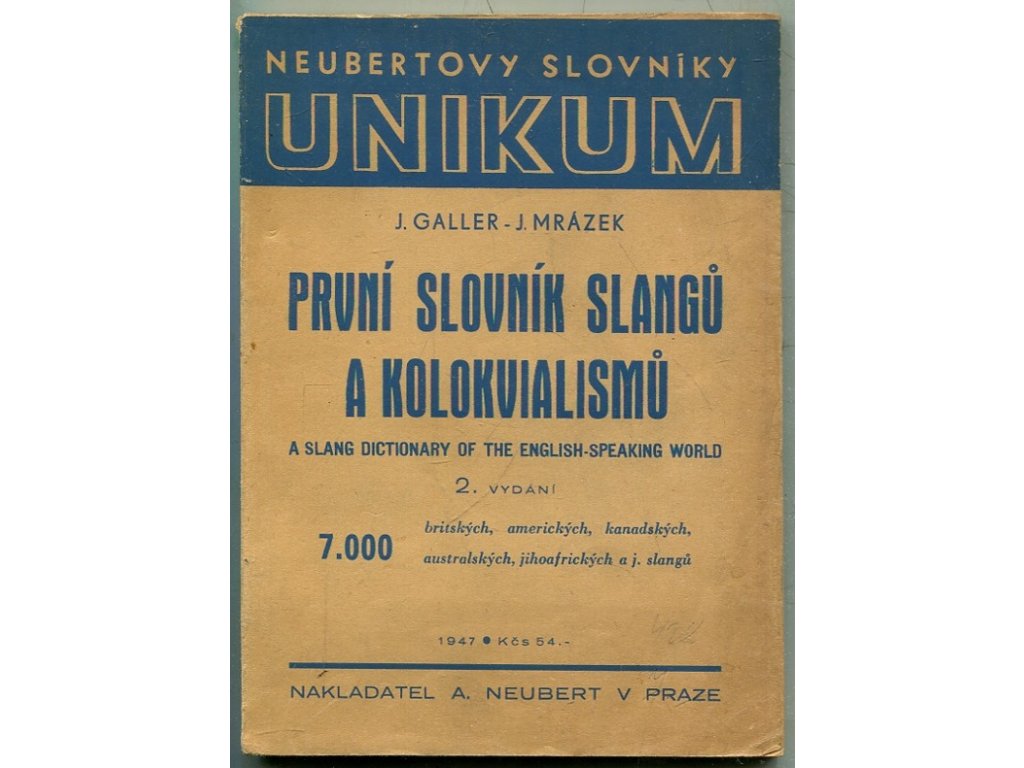 NEUBERTOVY SLOVNÍKY
UNIKUM
J. GALLER - J. MRÁZEK
PRVNÍ SLOVNÍK SLANGŮ
A KOLOKVIALISMŮ
A SLANG DICTIONARY OF THE ENGLISH-SPEAKING WORLD
2. VYDÁNÍ
7.000
britských, amerických, kanadských,
australských, jihoafrických a j. slangů
1947 ● Kčs 54.-
NAKLADATEL A. NEUBERT V PRAZE